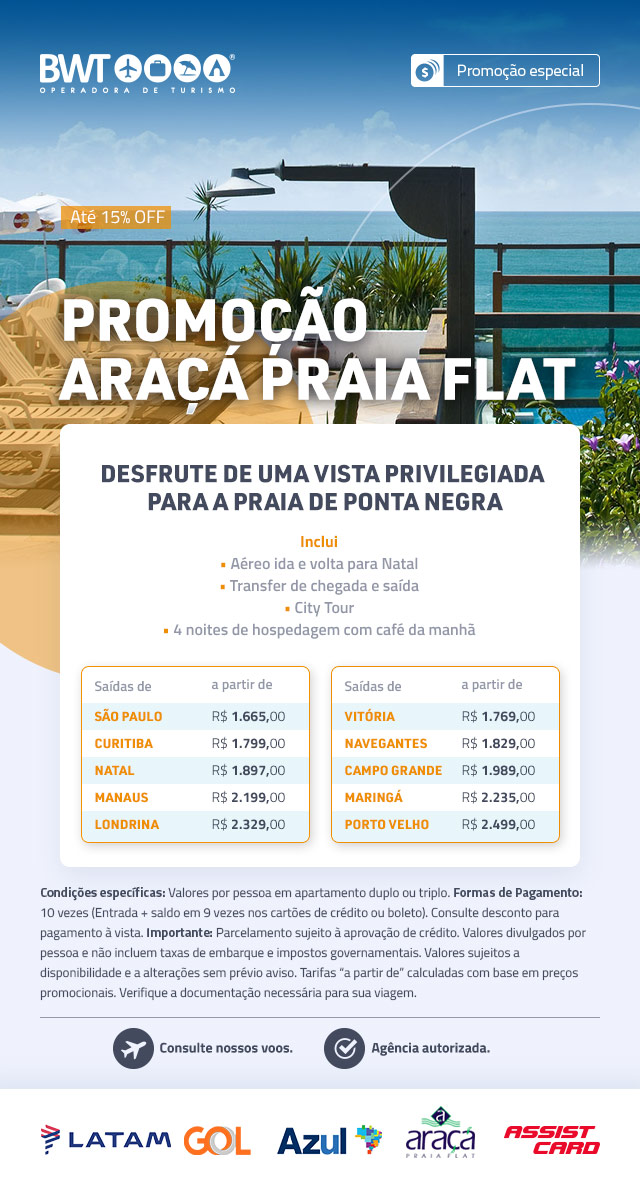 BWT
OPERADORA DE TURISMO
Promoção especial
Até 15% OFF
PROMOÇÃO
ARAÇÁ PRAIA FLAT
DESFRUTE DE UMA VISTA PRIVILEGIADA
PARA A PRAIA DE PONTA NEGRA
Inclui
▪ Aéreo ida e volta para Natal
▪ Transfer de chegada e saída
▪ City Tour
▪ 4 noites de hospedagem com café da manhã
Saídas de a partir de
SÃO PAULO R$ 1.665,00
CURITIBA R$ 1.799,00
NATAL R$ 1.897,00
MANAUS R$ 2.199,00
LONDRINA R$ 2.329,00
Saídas de a partir de
VITÓRIA R$ 1.769,00
NAVEGANTES R$ 1.829,00
CAMPO GRANDE R$ 1.989,00
MARINGÁ R$ 2.235,00
PORTO VELHO R$ 2.499,00
Condições específicas: Valores por pessoa em apartamento duplo ou triplo. Formas de Pagamento:
10 vezes (Entrada + saldo em 9 vezes nos cartões de crédito ou boleto). Consulte desconto para
pagamento à vista. Importante: Parcelamento sujeito à aprovação de crédito. Valores divulgados por
pessoa e não incluem taxas de embarque e impostos governamentais. Valores sujeitos a
disponibilidade e a alterações sem prévio aviso. Tarifas “a partir de” calculadas com base em preços
promocionais. Verifique a documentação necessária para sua viagem.
Consulte nossos voos.
Agência autorizada.
LATAM
GOL
Azul
a
araçá
PRAIA FLAT
ASSIST
CARD